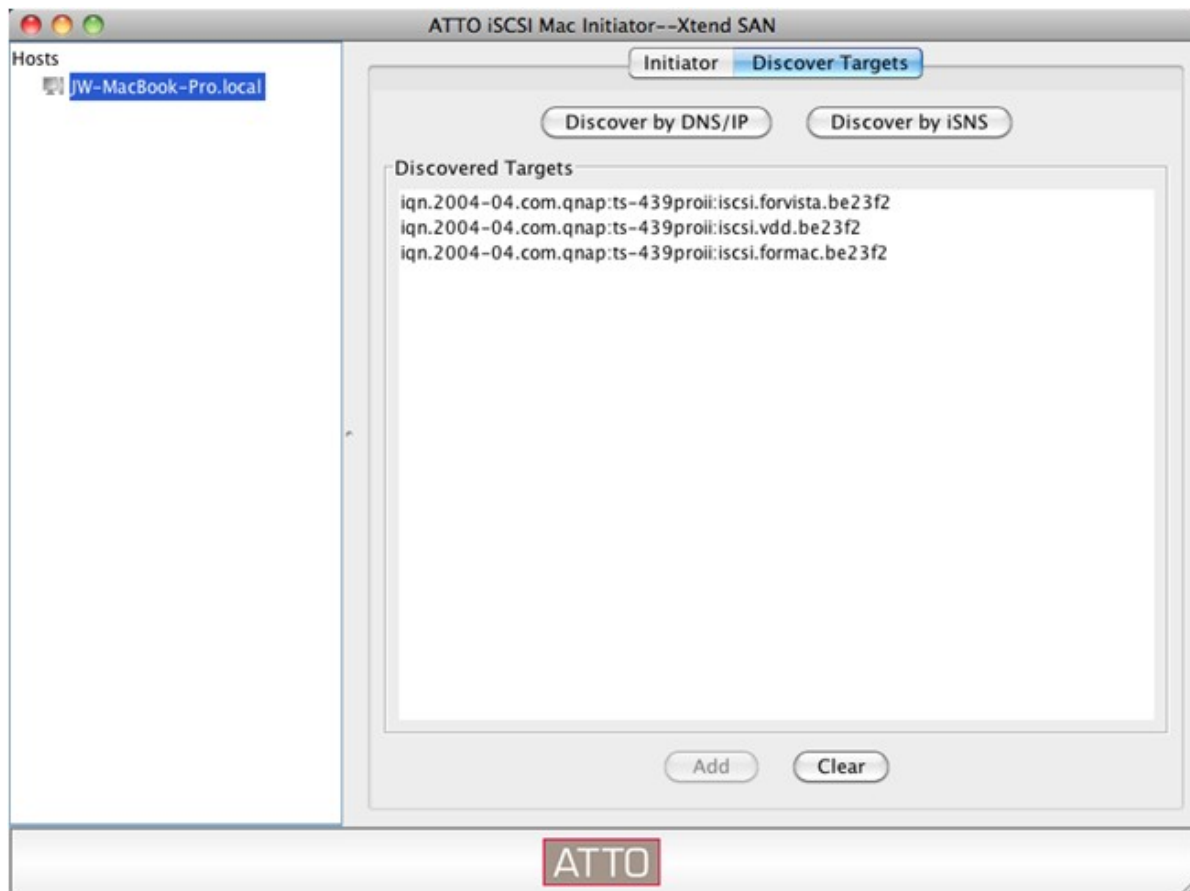 ATTO iSCSI Mac Initiator--Xtend SAN
Hosts
JW-MacBook-Pro.local
Initiator
Discover Targets
Discover by DNS/IP
Discover by iSNS
Discovered Targets
iqn.2004-04.com.qnap:ts-439proii:iscsi.forvista.be23f2
iqn.2004-04.com.qnap:ts-439proii:iscsi.vdd.be23f2
iqn.2004-04.com.qnap:ts-439proii:iscsi.formac.be23f2
Add
Clear
ATTO